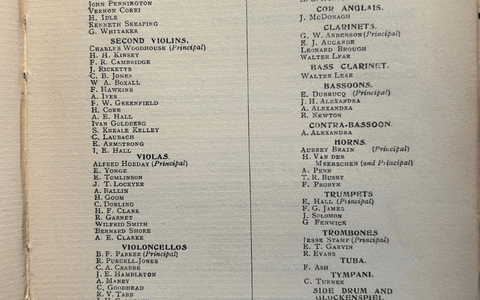 JOHN PENNINGTON
VERNON CORRI
H. IDLE
KENNETH SKEAPING
G. WHITAKER
SECOND VIOLINS.
CHARLES WOODHOUSE (Principal)
H. H. KINSEY
F. R. CAMBRIDGE
J. RICKETTS
C. B. JONES
W A. BOXALL
F. HAWKINS
A. IVES
F. W. GREENFIELD
H. CORE
A. E. HALL
IVAN GOLDBERG
S. KNEALE KELLEY
C. LAUBACH
E. ARMSTRONG
I. E. HALL
VIOLAS.
ALFRED HOBDAY (Principal)
E. YONGE
E. TOMLINSON
J. T. LOCKYER
A. BALLIN
H. GOOM
C. DORLING
H. F. CLARK
R. GARNET
WILFRID SMITH
BERNARD SHORE
A. E. CLARKE
VIOLONCELLOS
B. P. PARKER (Principal)
R. PURCELL-JONES
C. A. CRABBE
J. E. HAMBLETON
A. MANEY
C. GOODHEAD
R. V. TABB
COR ANGLAIS.
J. MCDONAGH
CLARINETS.
G. W. ANDERSON (Principal)
E. J. AUGARDE
LEONARD BROUGH
WALTER LEAR
BASS CLARINET.
WALTER LEAR
BASSOONS.
E. DUBRUCQ (Principal)
J. H. ALEXANDRA
A. ALEXANDRA
R. NEWTON
CONTRA-BASSOON.
A. ALEXANDRA
HORNS.
AUBREY BRAIN (Principal)
H. VAN DER
MEERSCHEN (2nd Principal)
A. PENN
T. R. BUSBY
F. PROBYN
TRUMPETS
E. HALL (Principal)
F. G. JAMES
J. SOLOMON
G FENWICK
TROMBONES
JESSE STAMP (Principal)
E. T. GARVIN
R. EVANS
TUBA.
F. ASH
TYMPANI.
C. TURNER
SIDE DRUM AND
GLOCKENSPIEL